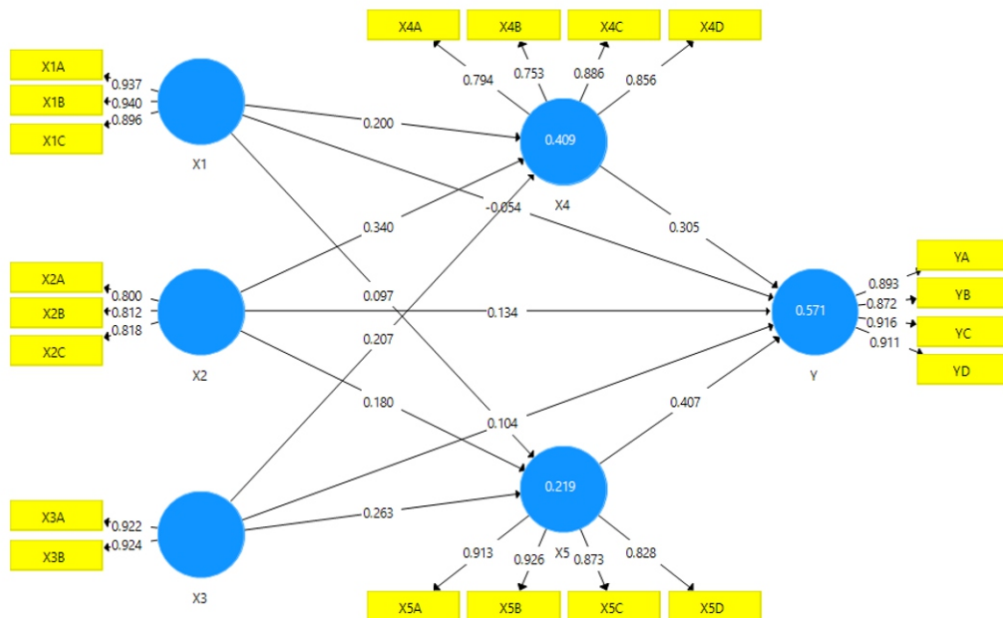 X4A X4B X4C X4D
X1A
X1B
X1C
0.937
0.940
0.896
X1
0.794
0.753
0.886
0.856
0.409
X4
0.200
-0.054
0.340
0.305
X2A
X2B
X2C
0.800
0.812
0.818
X2
0.097
0.134
0.207
0.180
0.571
Y
0.893
0.872
0.916
0.911
YA
YB
YC
YD
0.104
0.407
0.263
X3A
X3B
0.922
0.924
X3
0.219
X5
0.913
0.926
0.873
0.828
X5A X5B X5C X5D